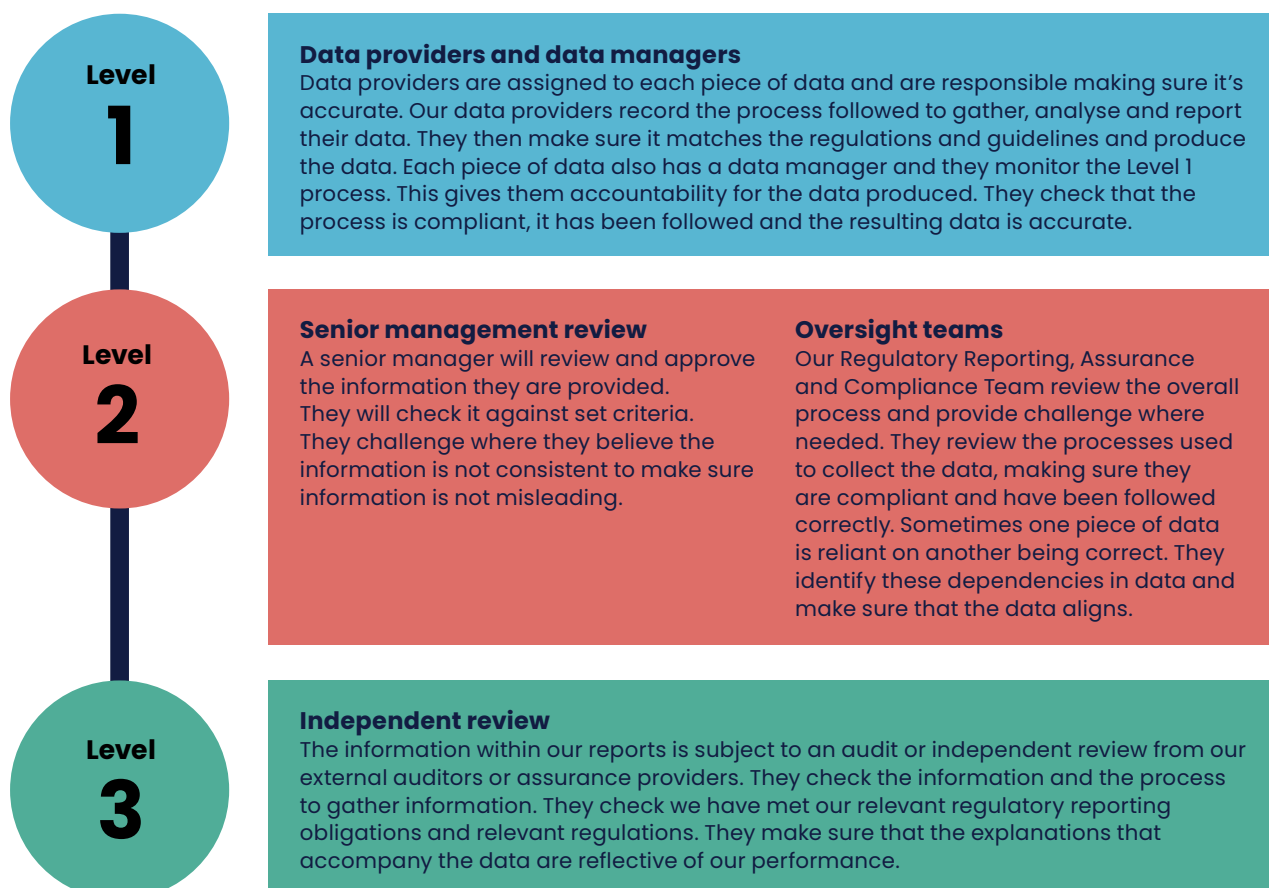 Level
1
Data providers and data managers
Data providers are assigned to each piece of data and are responsible making sure it's
accurate. Our data providers record the process followed to gather, analyse and report
their data. They then make sure it matches the regulations and guidelines and produce
the data. Each piece of data also has a data manager and they monitor the Level 1
process. This gives them accountability for the data produced. They check that the
process is compliant, it has been followed and the resulting data is accurate.
Level
2
Senior management review
A senior manager will review and approve
the information they are provided.
They will check it against set criteria.
They challenge where they believe the
information is not consistent to make sure
information is not misleading.
Oversight teams
Our Regulatory Reporting, Assurance
and Compliance Team review the overall
process and provide challenge where
needed. They review the processes used
to collect the data, making sure they
are compliant and have been followed
correctly. Sometimes one piece of data
is reliant on another being correct. They
identify these dependencies in data and
make sure that the data aligns.
Level
3
Independent review
The information within our reports is subject to an audit or independent review from our
external auditors or assurance providers. They check the information and the process
to gather information. They check we have met our relevant regulatory reporting
obligations and relevant regulations. They make sure that the explanations that
accompany the data are reflective of our performance.